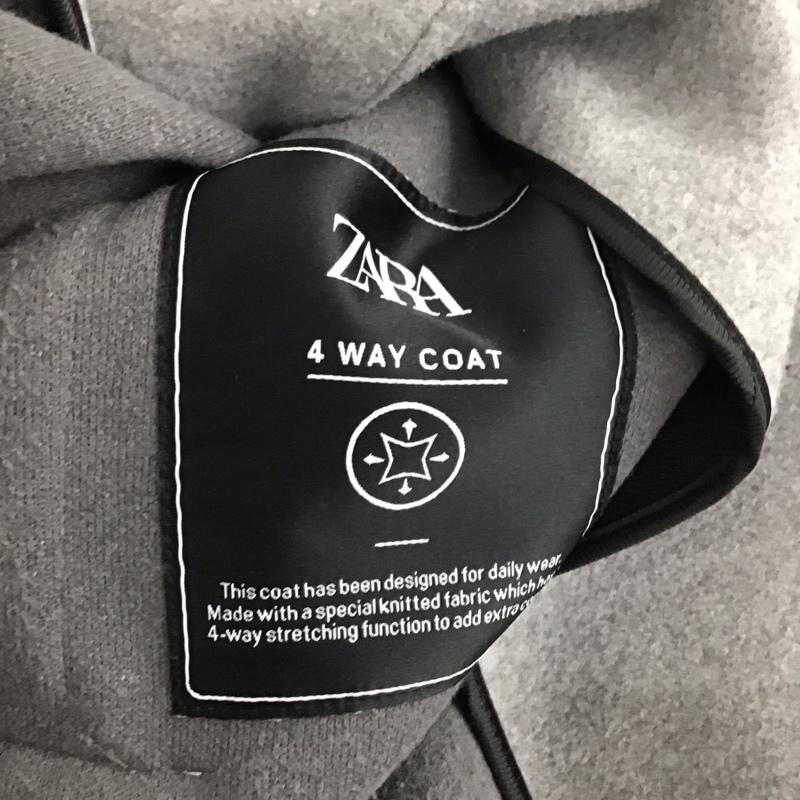 ZARA
4 WAY COAT
This coat has been designed for daily wear.
Made with a special knitted fabric which
4-way stretching function to add extra